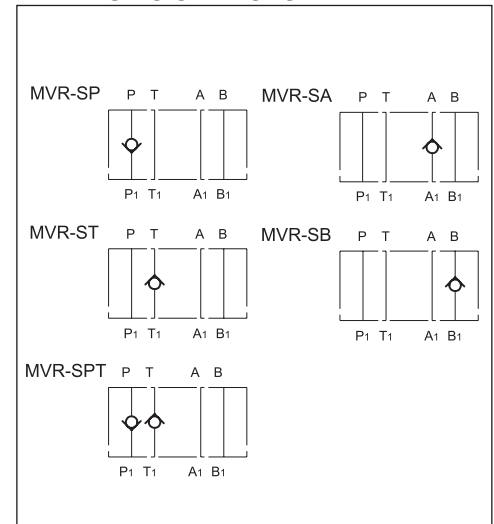 MVR-SP P T A B
P1 T1 A1 B1
MVR-SA P T A B
P1 T1 A1 B1
MVR-ST P T A B
P1 T1 A1 B1
MVR-SB P T A B
P1 T1 A1 B1
MVR-SPT P T A B
P1 T1 A1 B1